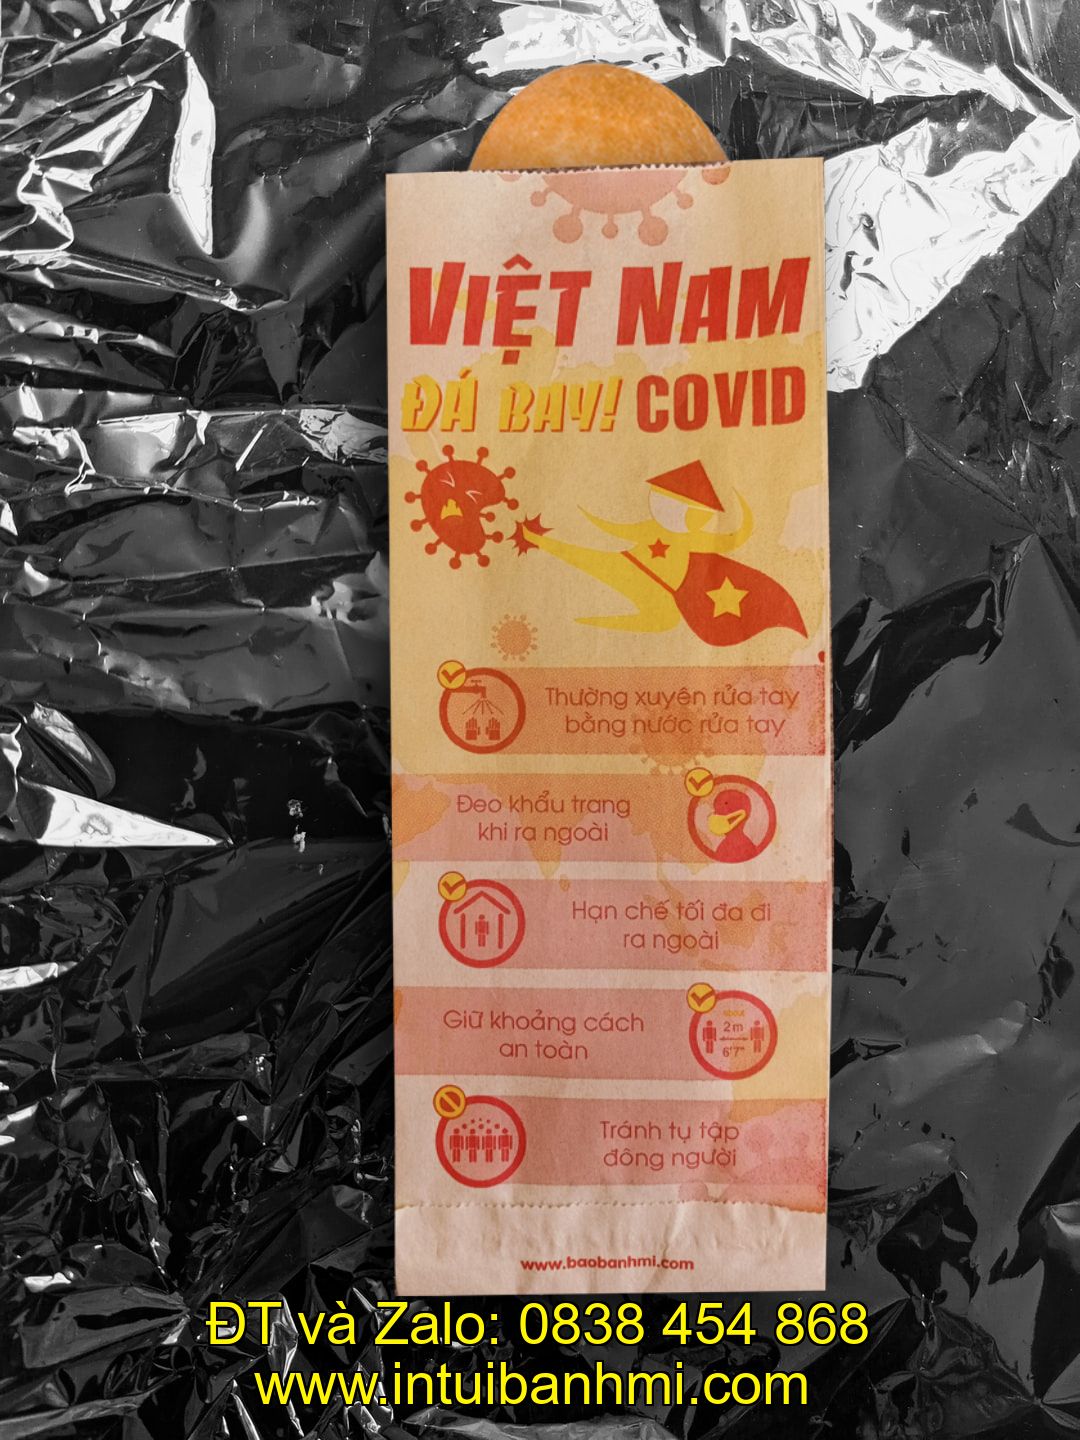 VIỆT NAM
ĐÁ BAY! COVID
Thường xuyên rửa tay
bằng nước rửa tay
Đeo khẩu trang
khi ra ngoài
Hạn chế tối đa đi
ra ngoài
Giữ khoảng cách
an toàn
about
2 m
6'7"
Tránh tụ tập
đông người
www.baobanhmi.com
ĐT và Zalo: 0838 454 868
www.intuibanhmi.com